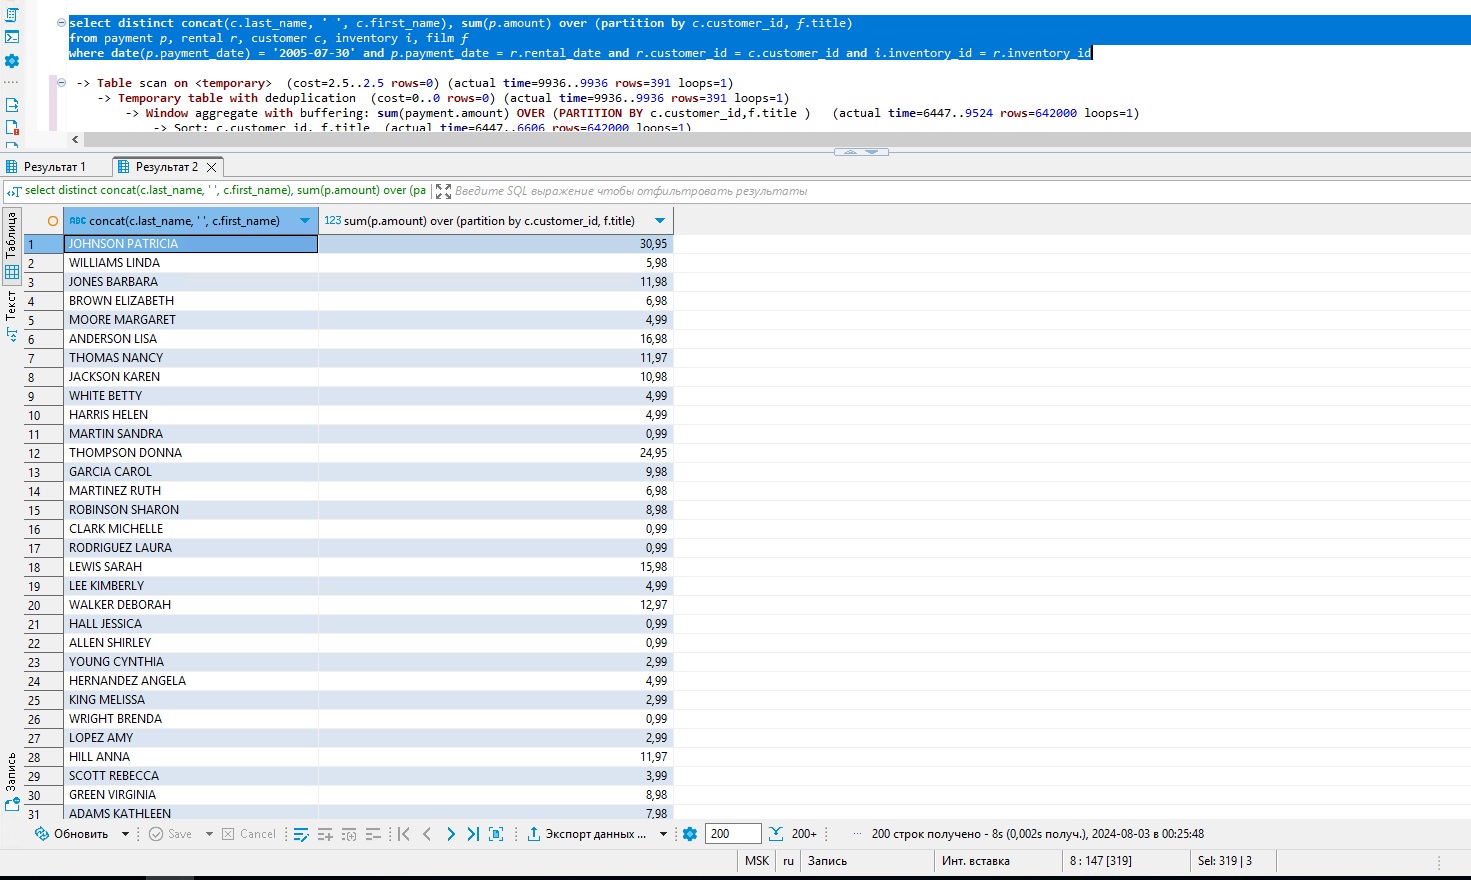 select distinct concat(c.last_name, ' ', c.first_name), sum(p.amount) over (partition by c.customer_id, f.title)
from payment p, rental r, customer c, inventory i, film f
where date(p.payment_date) = '2005-07-30' and p.payment_date = r.rental_date and r.customer_id = c.customer_id and i.inventory_id = r.inventory_id
-> Table scan on <temporary>  (cost=2.5..2.5 rows=0) (actual time=9936..9936 rows=391 loops=1)
-> Temporary table with deduplication  (cost=0..0 rows=0) (actual time=9936..9936 rows=391 loops=1)
-> Window aggregate with buffering: sum(payment.amount) OVER (PARTITION BY c.customer_id,f.title )   (actual time=6447..9524 rows=642000 loops=1)
-> Sort: c.customer_id, f.title  (actual time=6447..6606 rows=642000 loops=1)
Результат 1
Результат 2
select distinct concat(c.last_name, ' ', c.first_name), sum(p.amount) over (pa
Введите SQL выражение чтобы отфильтровать результаты
Таблица
Текст
Запись
ABC concat(c.last_name, ' ', c.first_name)
123 sum(p.amount) over (partition by c.customer_id, f.title)
1 JOHNSON PATRICIA 30,95
2 WILLIAMS LINDA 5,98
3 JONES BARBARA 11,98
4 BROWN ELIZABETH 6,98
5 MOORE MARGARET 4,99
6 ANDERSON LISA 16,98
7 THOMAS NANCY 11,97
8 JACKSON KAREN 10,98
9 WHITE BETTY 4,99
10 HARRIS HELEN 4,99
11 MARTIN SANDRA 0,99
12 THOMPSON DONNA 24,95
13 GARCIA CAROL 9,98
14 MARTINEZ RUTH 6,98
15 ROBINSON SHARON 8,98
16 CLARK MICHELLE 0,99
17 RODRIGUEZ LAURA 0,99
18 LEWIS SARAH 15,98
19 LEE KIMBERLY 4,99
20 WALKER DEBORAH 12,97
21 HALL JESSICA 0,99
22 ALLEN SHIRLEY 0,99
23 YOUNG CYNTHIA 2,99
24 HERNANDEZ ANGELA 4,99
25 KING MELISSA 2,99
26 WRIGHT BRENDA 0,99
27 LOPEZ AMY 2,99
28 HILL ANNA 11,97
29 SCOTT REBECCA 3,99
30 GREEN VIRGINIA 8,98
31 ADAMS KATHLEEN 7,98
Обновить Save Cancel Экспорт данных ... 200 200+ ··· 200 строк получено - 8s (0,002s получ.), 2024-08-03 в 00:25:48
MSK ru Запись Инт. вставка 8 : 147 [319] Sel: 319 | 3